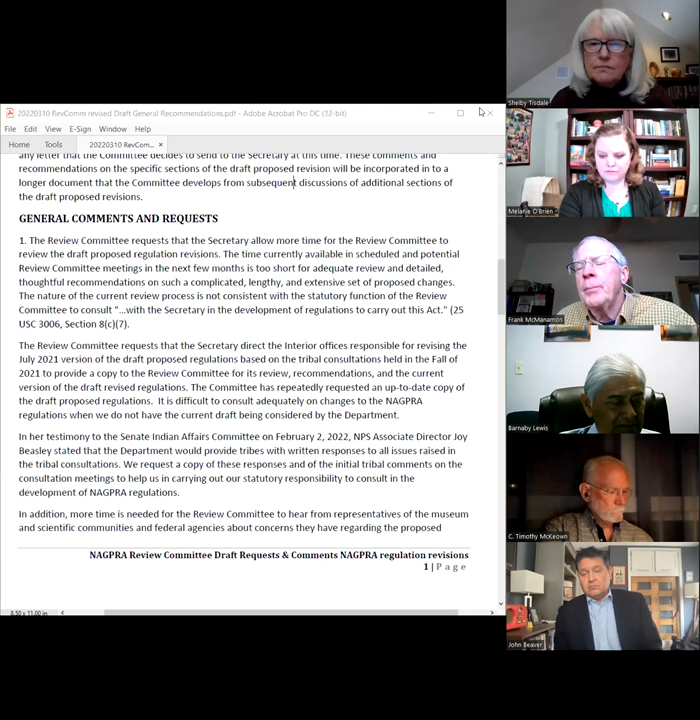 20220310 RevComm revised Draft General Recommendations.pdf - Adobe Acrobat Pro DC (32-bit)
File Edit View E-Sign Window Help
Home Tools 20220310 RevCom... ×
any letter that the Committee decides to send to the Secretary at this time. These comments and
recommendations on the specific sections of the draft proposed revision will be incorporated in to a
longer document that the Committee develops from subsequent discussions of additional sections of
the draft proposed revisions.
GENERAL COMMENTS AND REQUESTS
1. The Review Committee requests that the Secretary allow more time for the Review Committee to
review the draft proposed regulation revisions. The time currently available in scheduled and potential
Review Committee meetings in the next few months is too short for adequate review and detailed,
thoughtful recommendations on such a complicated, lengthy, and extensive set of proposed changes.
The nature of the current review process is not consistent with the statutory function of the Review
Committee to consult "...with the Secretary in the development of regulations to carry out this Act." (25
USC 3006, Section 8(c)(7).
The Review Committee requests that the Secretary direct the Interior offices responsible for revising the
July 2021 version of the draft proposed regulations based on the tribal consultations held in the Fall of
2021 to provide a copy to the Review Committee for its review, recommendations, and the current
version of the draft revised regulations. The Committee has repeatedly requested an up-to-date copy of
the draft proposed regulations.  It is difficult to consult adequately on changes to the NAGPRA
regulations when we do not have the current draft being considered by the Department.
In her testimony to the Senate Indian Affairs Committee on February 2, 2022, NPS Associate Director Joy
Beasley stated that the Department would provide tribes with written responses to all issues raised in
the tribal consultations. We request a copy of these responses and of the initial tribal comments on the
consultation meetings to help us in carrying out our statutory responsibility to consult in the
development of NAGPRA regulations.
In addition, more time is needed for the Review Committee to hear from representatives of the museum
and scientific communities and federal agencies about concerns they have regarding the proposed
NAGPRA Review Committee Draft Requests & Comments NAGPRA regulation revisions
1 | P a g e
8.50 x 11.00 in
Shelby Tisdale
Melanie O'Brien
Frank McManamon
Barnaby Lewis
C. Timothy McKeown
John Beaver